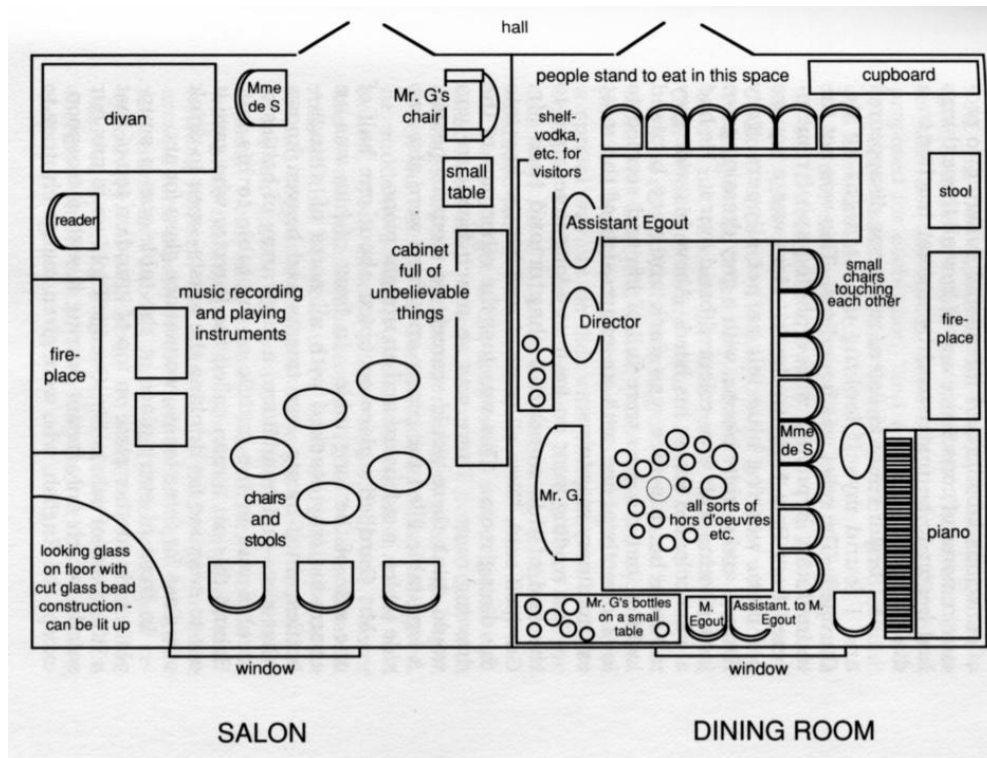 hall
divan
Mme
de S
Mr. G's
chair
small
table
reader
music recording
and playing
instruments
cabinet
full of
unbelievable
things
fire-
place
chairs
and
stools
looking glass
on floor with
cut glass bead
construction -
can be lit up
window
SALON
people stand to eat in this space
cupboard
shelf-
vodka,
etc. for
visitors
stool
Assistant Egout
small
chairs
touching
each other
Director
fire-
place
Mme
de S
Mr. G.
all sorts of
hors d'oeuvres
etc.
piano
Mr. G's bottles
on a small
table
M.
Egout
Assistant. to M.
Egout
window
DINING ROOM